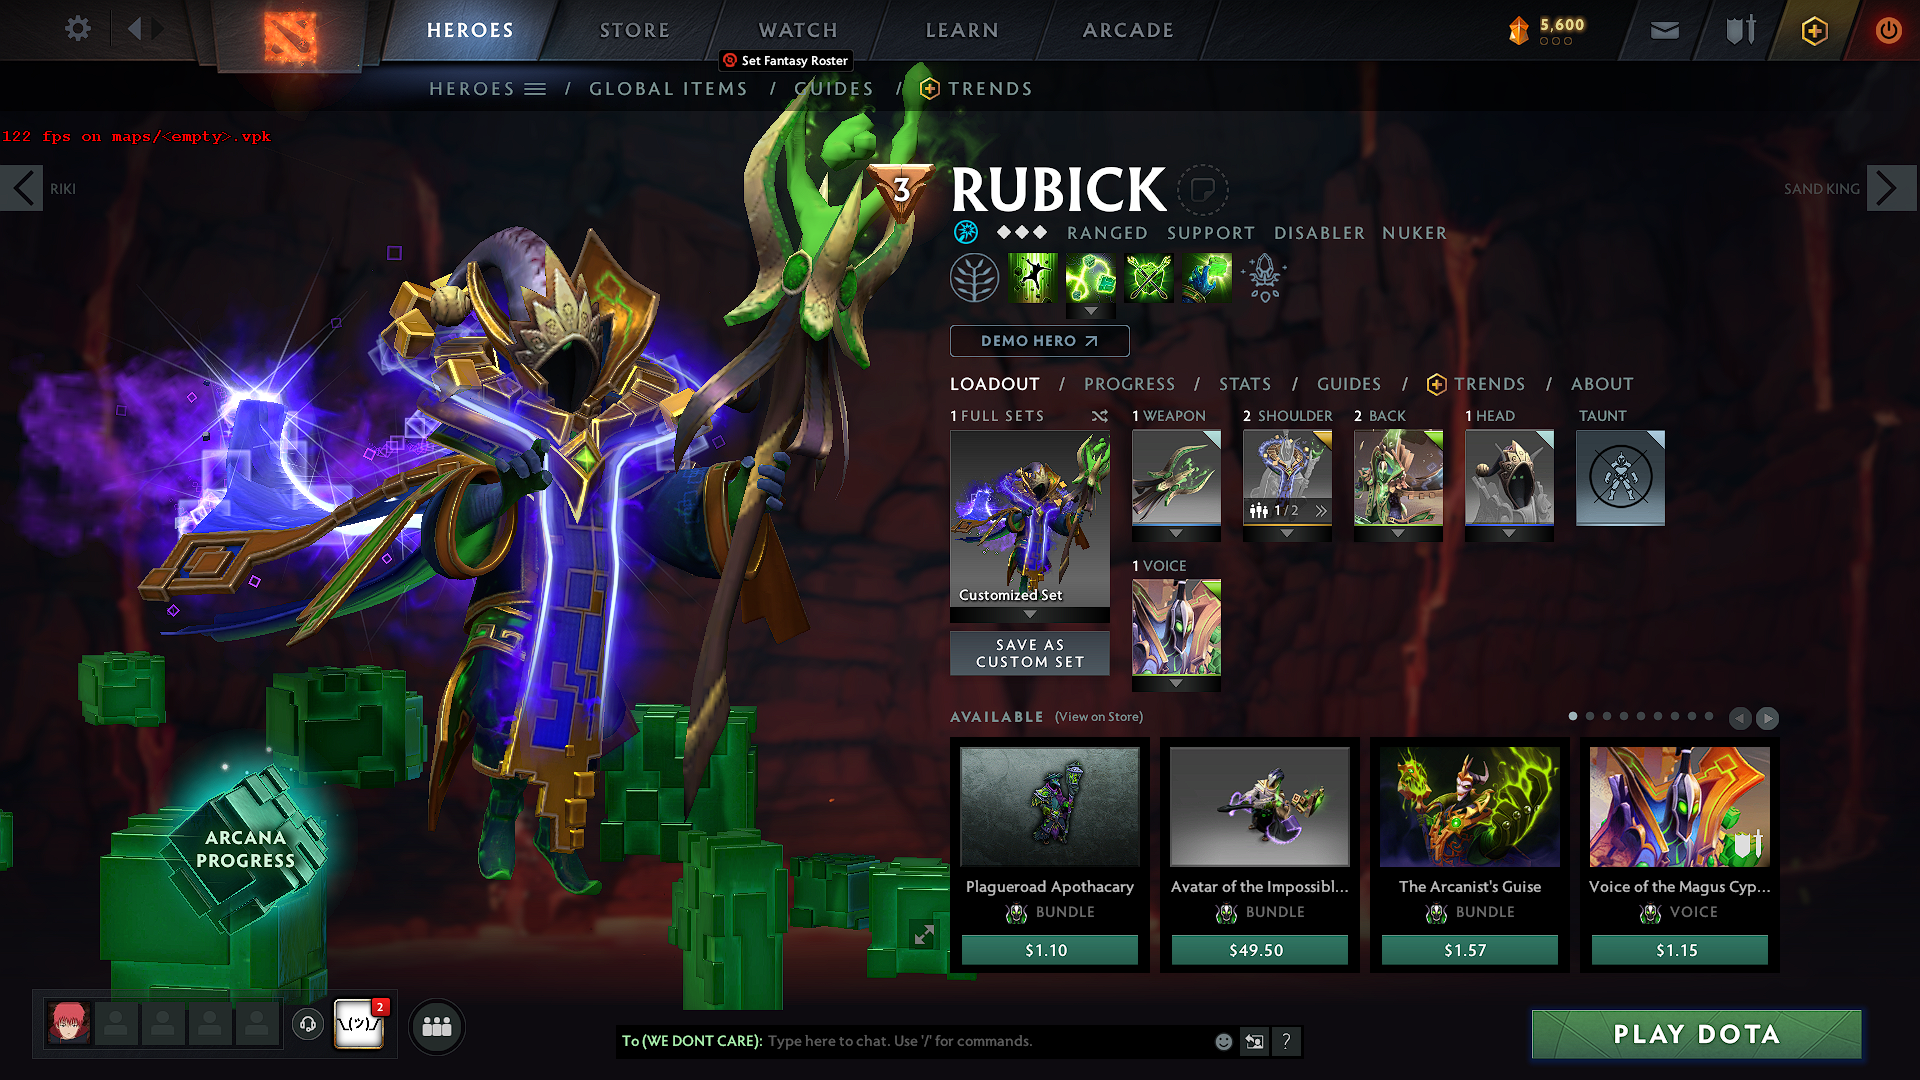 HEROES
STORE
WATCH
LEARN
ARCADE
5,600
Set Fantasy Roster
HEROES / GLOBAL ITEMS / GUIDES / TRENDS
122 fps on maps/<empty>.vpk
RIKI
SAND KING
3
RUBICK
RANGED SUPPORT DISABLER NUKER
DEMO HERO
LOADOUT / PROGRESS / STATS / GUIDES / TRENDS / ABOUT
1 FULL SETS
1 WEAPON
2 SHOULDER
2 BACK
1 HEAD
TAUNT
1/2
Customized Set
1 VOICE
SAVE AS
CUSTOM SET
AVAILABLE (View on Store)
ARCANA
PROGRESS
Plagueroad Apothacary
BUNDLE
$1.10
Avatar of the Impossibl...
BUNDLE
$49.50
The Arcanist's Guise
BUNDLE
$1.57
Voice of the Magus Cyp...
VOICE
$1.15
\(ツ)/
2
To (WE DONT CARE): Type here to chat. Use '/' for commands.
?
PLAY DOTA